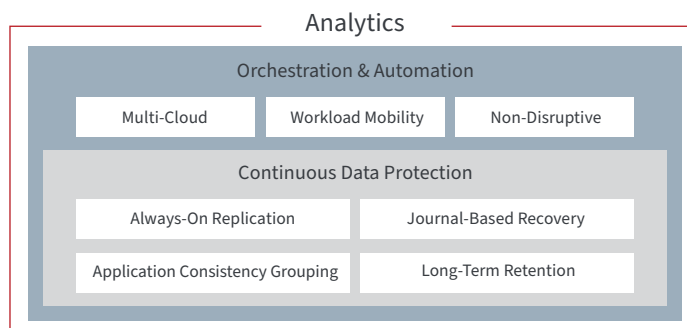 Analytics
Orchestration & Automation
Multi-Cloud
Workload Mobility
Non-Disruptive
Continuous Data Protection
Always-On Replication
Journal-Based Recovery
Application Consistency Grouping
Long-Term Retention